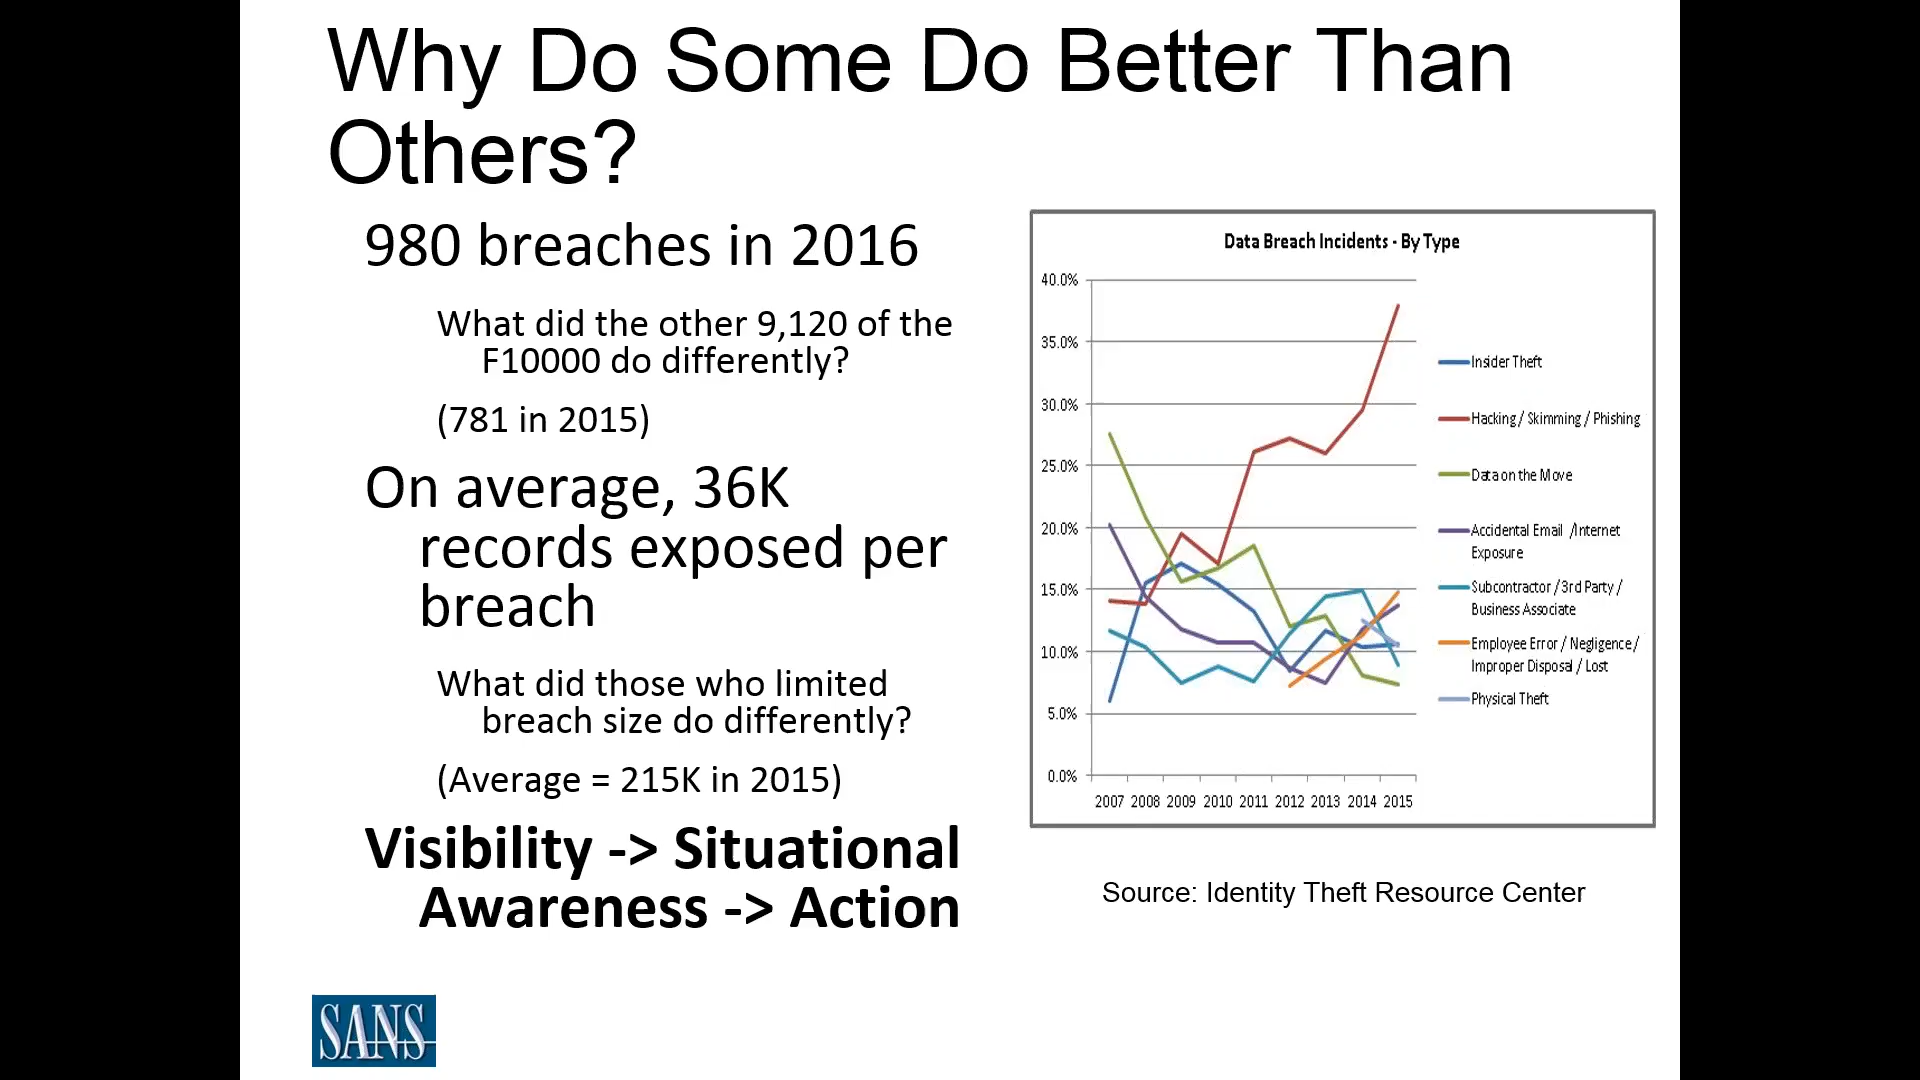 Why Do Some Do Better Than
Others?
980 breaches in 2016
What did the other 9,120 of the
F10000 do differently?
(781 in 2015)
On average, 36K
records exposed per
breach
What did those who limited
breach size do differently?
(Average = 215K in 2015)
Visibility -> Situational
Awareness -> Action
Data Breach Incidents - By Type
40.0%
35.0%
30.0%
25.0%
20.0%
15.0%
10.0%
5.0%
0.0%
2007 2008 2009 2010 2011 2012 2013 2014 2015
Insider Theft
Hacking / Skimming / Phishing
Data on the Move
Accidental Email /Internet
Exposure
Subcontractor / 3rd Party /
Business Associate
Employee Error / Negligence /
Improper Disposal / Lost
Physical Theft
Source: Identity Theft Resource Center
SANS